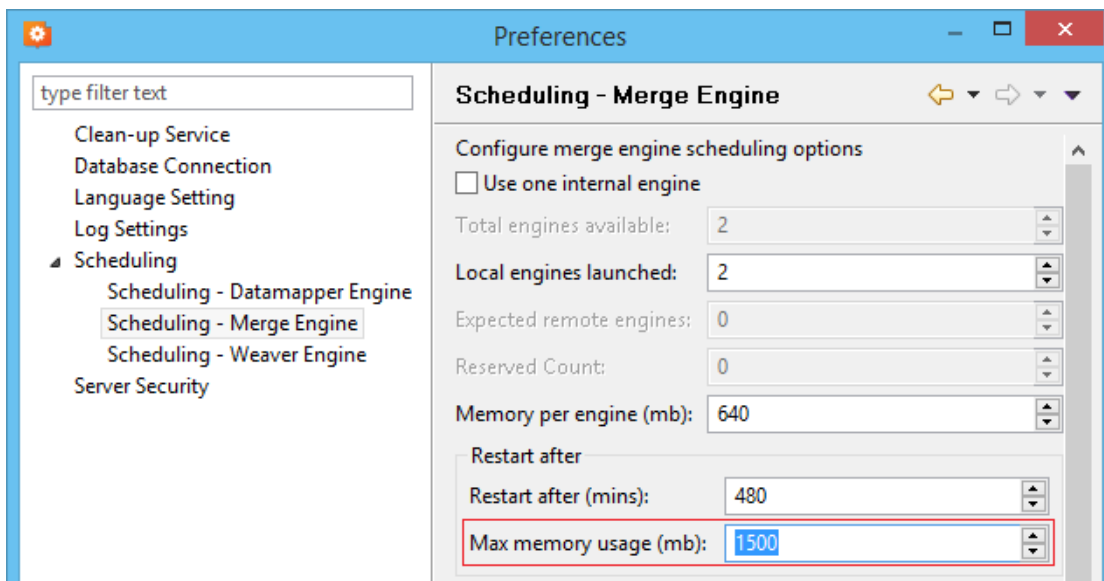 Preferences
type filter text
Clean-up Service
Database Connection
Language Setting
Log Settings
Scheduling
Scheduling - Datamapper Engine
Scheduling - Merge Engine
Scheduling - Weaver Engine
Server Security
Scheduling - Merge Engine
Configure merge engine scheduling options
Use one internal engine
Total engines available: 2
Local engines launched: 2
Expected remote engines: 0
Reserved Count: 0
Memory per engine (mb): 640
Restart after
Restart after (mins): 480
Max memory usage (mb): 1500